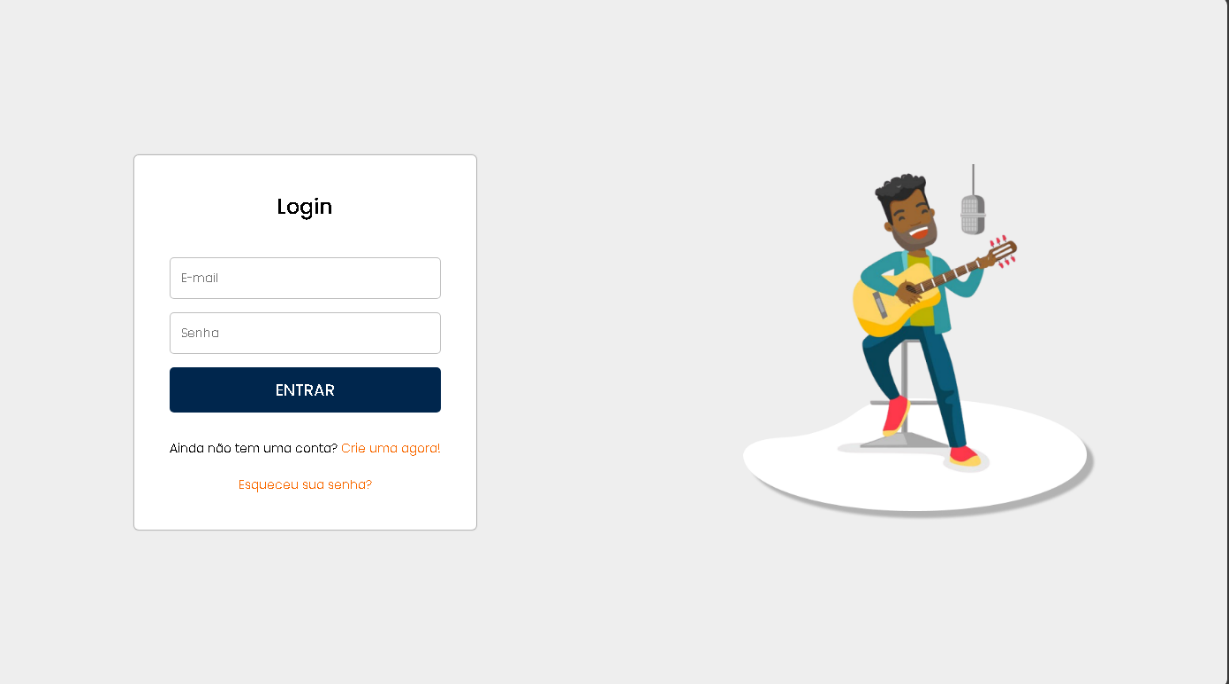 Login
E-mail
Senha
ENTRAR
Ainda não tem uma conta? Crie uma agora!
Esqueceu sua senha?